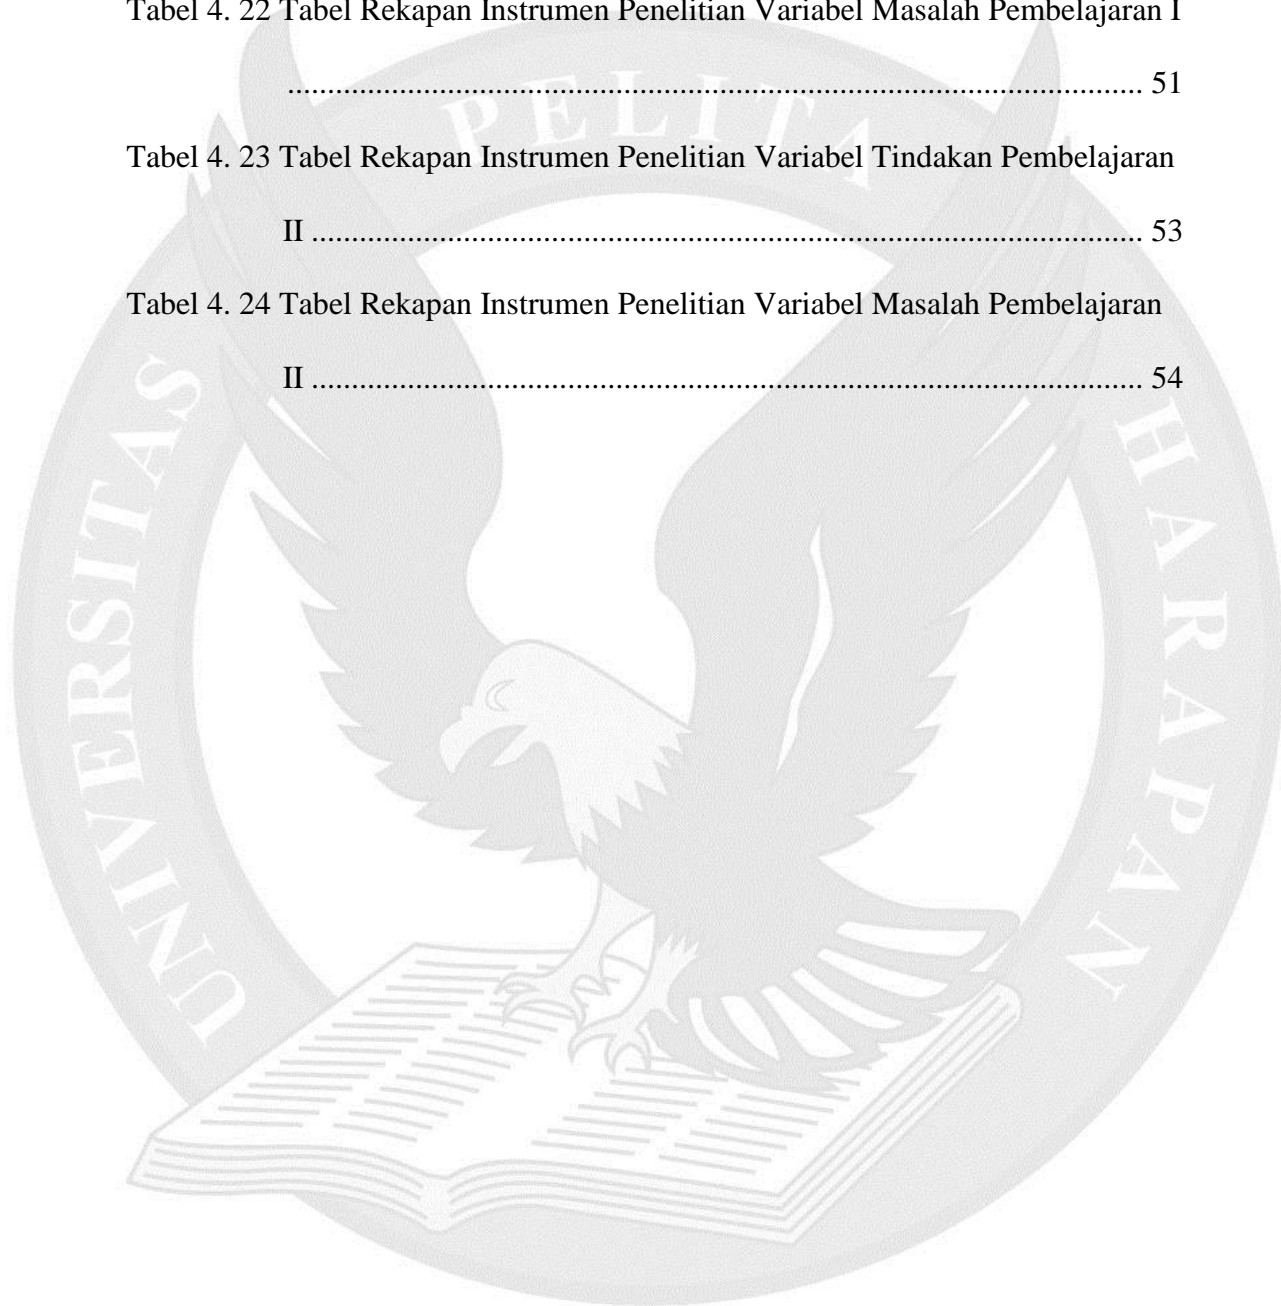 Tabel 4. 22 Tabel Rekapan Instrumen Penelitian Variabel Masalah Pembelajaran I
........................................................................................................... 51
Tabel 4. 23 Tabel Rekapan Instrumen Penelitian Variabel Tindakan Pembelajaran
II ........................................................................................................ 53
Tabel 4. 24 Tabel Rekapan Instrumen Penelitian Variabel Masalah Pembelajaran
II ........................................................................................................ 54
UNIVERSITAS PELITA HARAPAN